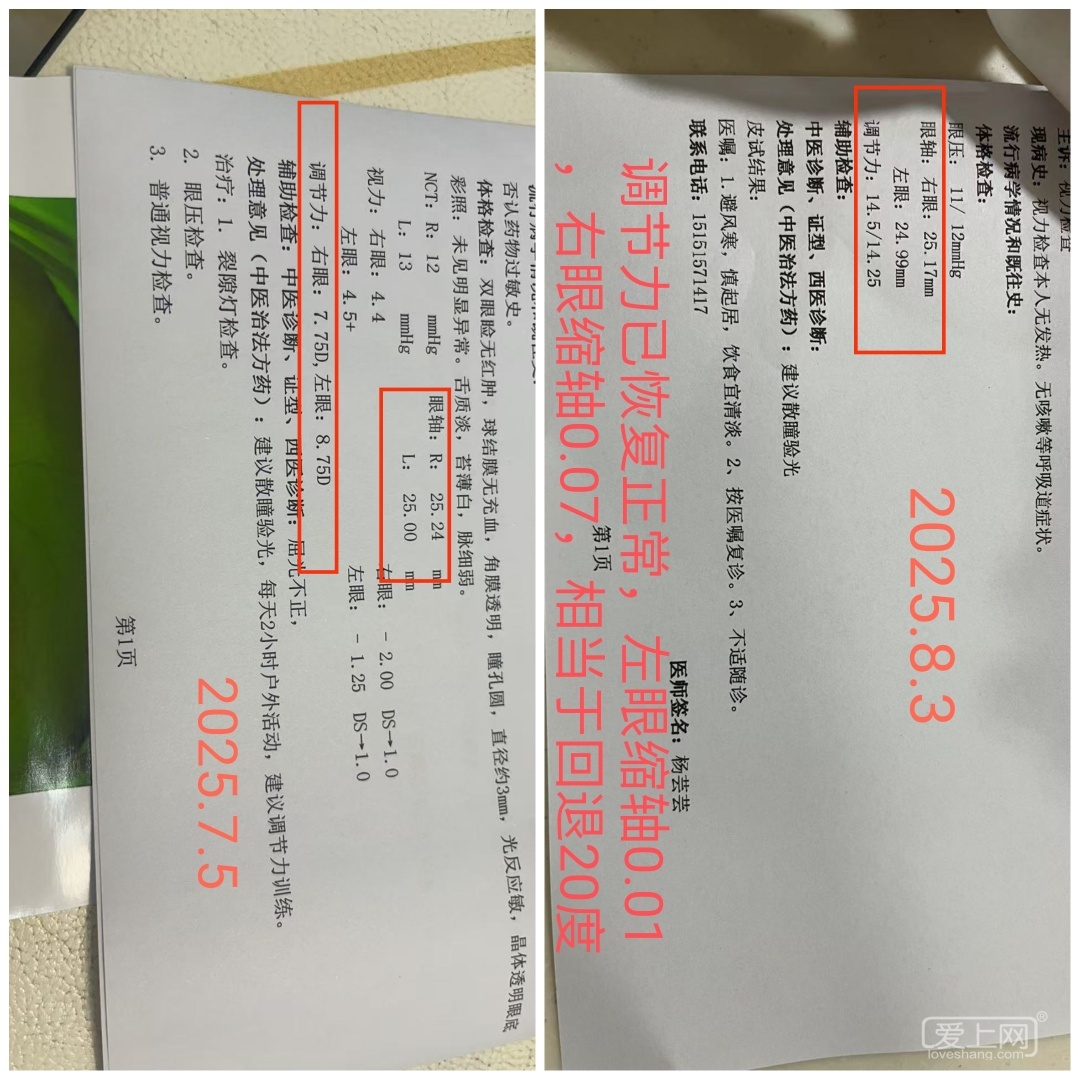 否认药物过敏史。
彩照：未见明显异常。舌质淡，苔薄白，脉细弱。
体格检查：双眼睑无红肿，球结膜无充血，角膜透明，瞳孔圆，直径约3mm，光反应敏，晶体透明眼底
NCT：R：12 mmHg 眼轴：R：25.24 mm
L：13 mmHg L：25.00 mm
视力：右眼：4.4 右眼：－2.00 DS→1.0
左眼：4.5+ 左眼：－1.25 DS→1.0
调节力：右眼：7.75D，左眼：8.75D
辅助检查：中医诊断、证型、西医诊断：屈光不正，
处理意见（中医治法方药）：建议散瞳验光，每天2小时户外活动，建议调节力训练。
治疗：1. 裂隙灯检查。
2. 眼压检查。
3. 普通视力检查。
第1页
2025.7.5
主诉：视力检查
现病史：视力检查本人无发热。无咳嗽等呼吸道症状。
流行病学情况和既往史：
体格检查：
眼压：11/12mmHg
眼轴：右眼：25.17mm
左眼：24.99mm
调节力：14.5/14.25
辅助检查：
中医诊断、证型、西医诊断：
处理意见（中医治法方药）：建议散瞳验光
皮试结果：
医嘱：1.避风寒，慎起居，饮食宜清淡。2、按医嘱复诊。3、不适随诊。
联系电话：15151571417
医师签名：杨芸芸
第1页
2025.8.3
调节力已恢复正常，左眼缩轴0.01
，右眼缩轴0.07，相当于回退20度
爱上网®
loveshang.com